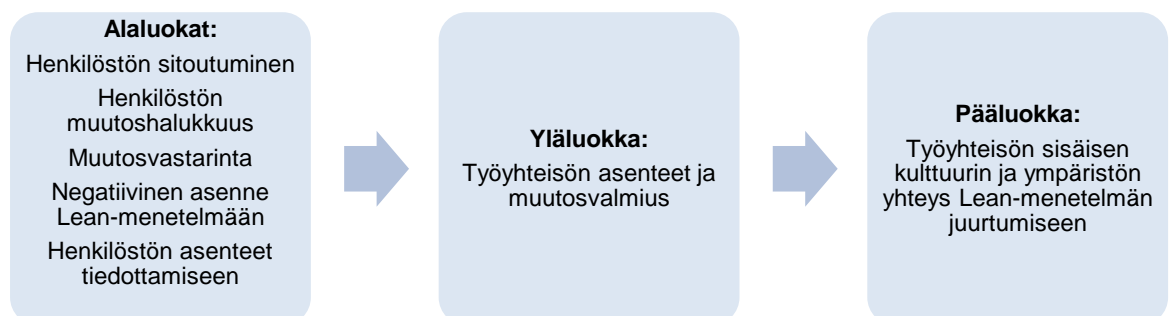 Alaluokat:
Henkilöstön sitoutuminen
Henkilöstön
muutoshalukkuus
Muutosvastarinta
Negatiivinen asenne
Lean-menetelmään
Henkilöstön asenteet
tiedottamiseen
Yläluokka:
Työyhteisön asenteet ja
muutosvalmius
Pääluokka:
Työyhteisön sisäisen
kulttuurin ja ympäristön
yhteys Lean-menetelmän
juurtumiseen